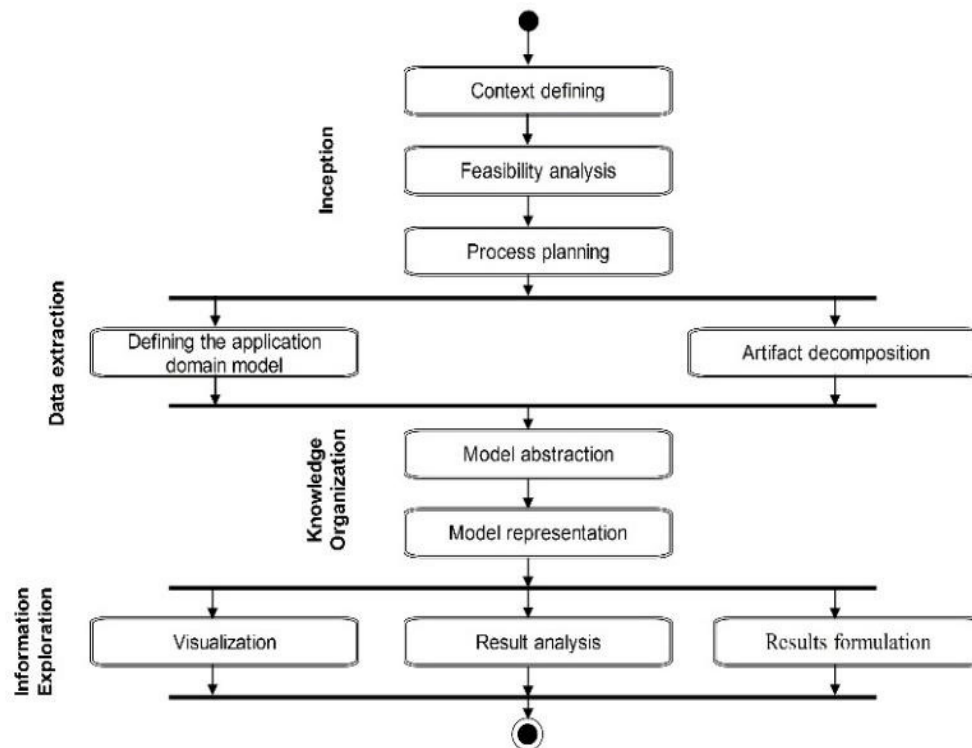 Context defining
Inception
Feasibility analysis
Process planning
Data extraction
Defining the application
domain model
Artifact decomposition
Knowledge
Organization
Model abstraction
Model representation
Information
Exploration
Visualization
Result analysis
Results formulation